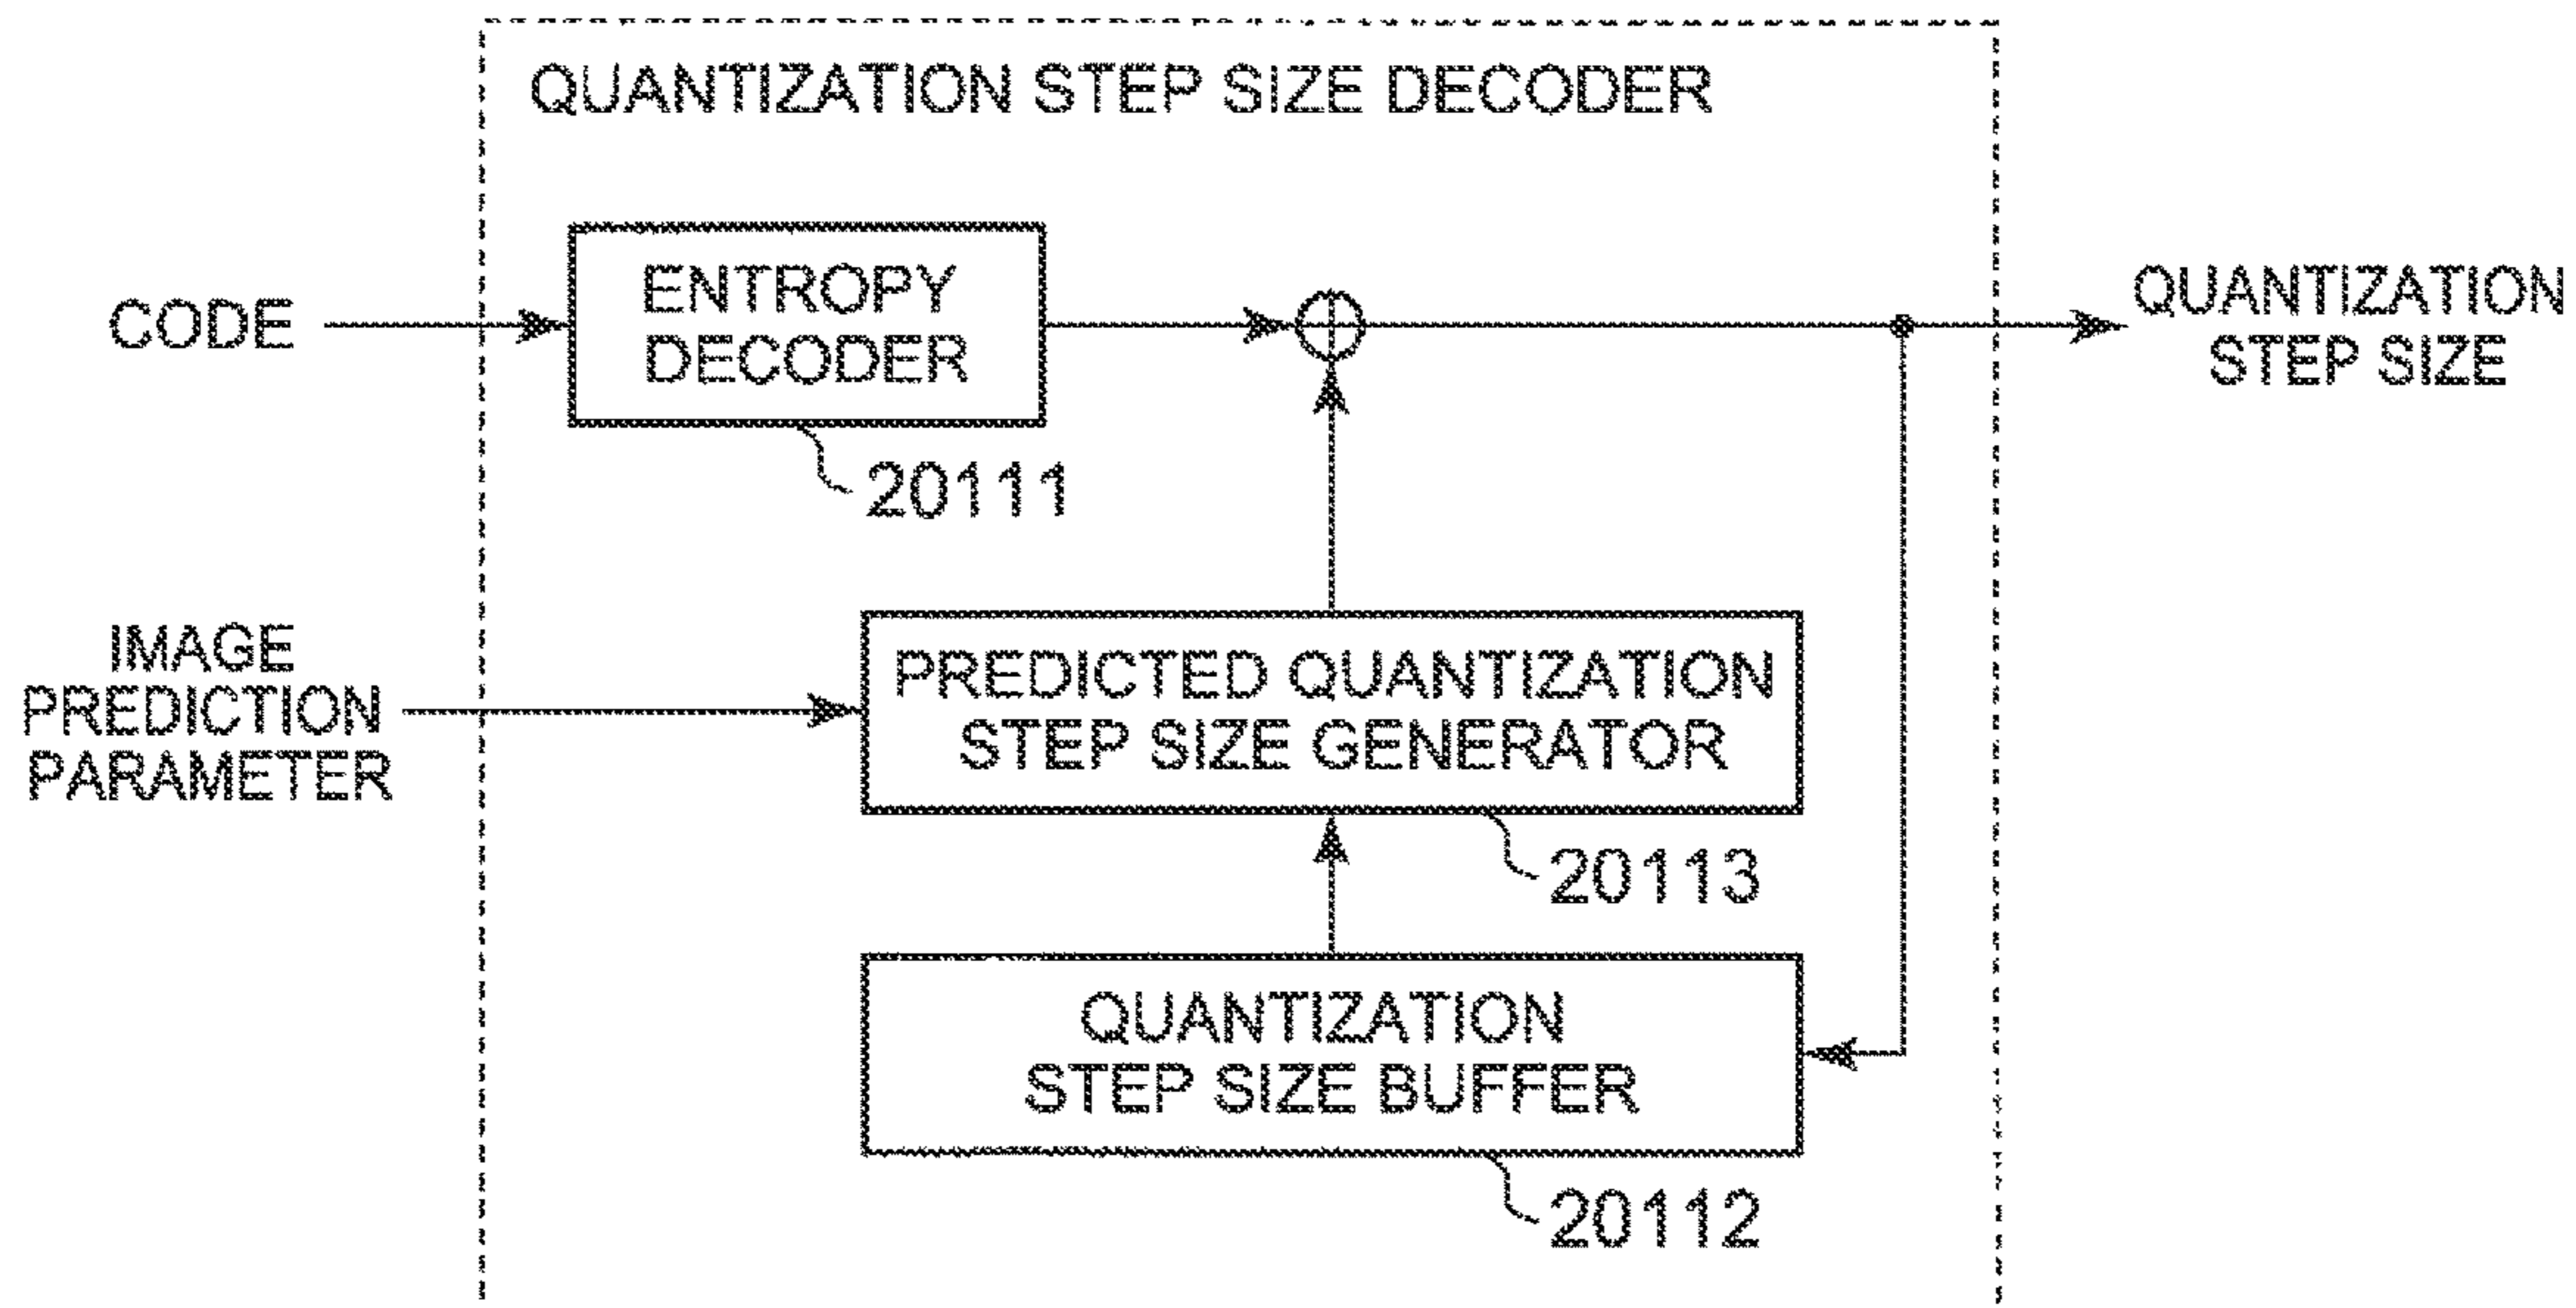 QUANTIZATION STEP SIZE DECODER
CODE
ENTROPY
DECODER
20111
QUANTIZATION
STEP SIZE
IMAGE
PREDICTION
PARAMETER
PREDICTED QUANTIZATION
STEP SIZE GENERATOR
20113
QUANTIZATION
STEP SIZE BUFFER
20112